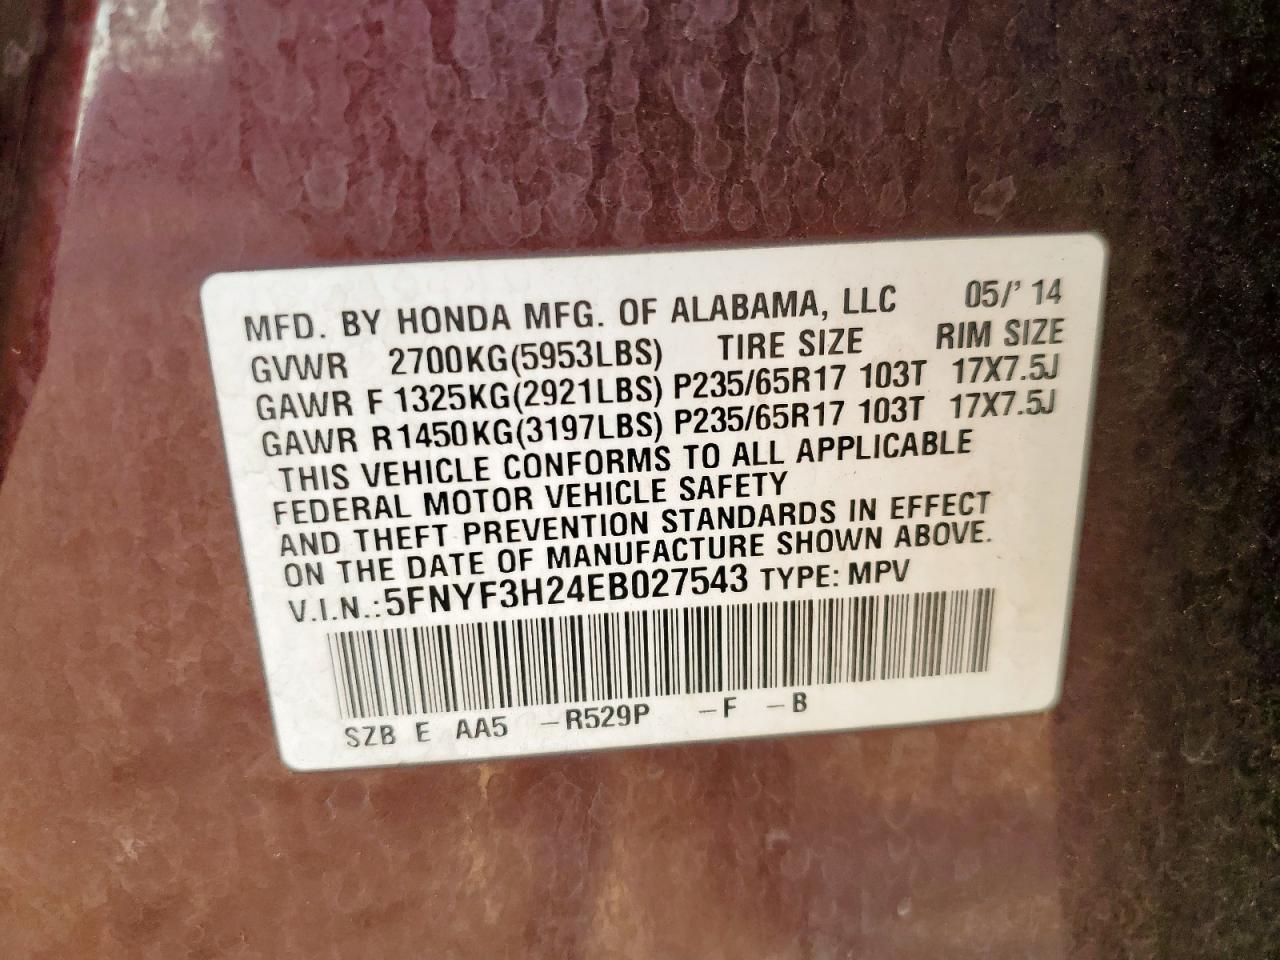 MFD. BY HONDA MFG. OF ALABAMA, LLC 05/' 14
GVWR 2700KG(5953LBS) TIRE SIZE RIM SIZE
GAWR F 1325KG(2921LBS) P235/65R17 103T 17X7.5J
GAWR R1450KG(3197LBS) P235/65R17 103T 17X7.5J
THIS VEHICLE CONFORMS TO ALL APPLICABLE
FEDERAL MOTOR VEHICLE SAFETY
AND THEFT PREVENTION STANDARDS IN EFFECT
ON THE DATE OF MANUFACTURE SHOWN ABOVE.
V.I.N.:5FNYF3H24EB027543 TYPE: MPV
SZB E AA5 –R529P –F –B